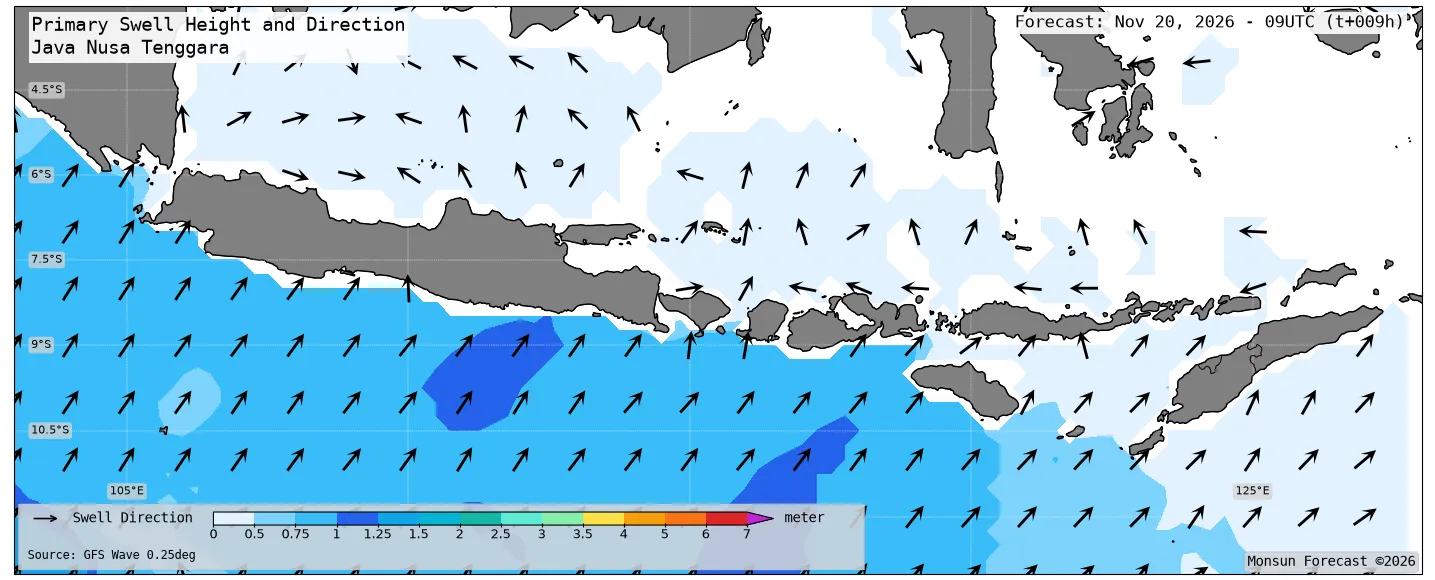 Primary Swell Height and Direction
Java Nusa Tenggara
Forecast: Nov 20, 2026 - 09UTC (t+009h)
4.5°S
6°S
7.5°S
9°S
10.5°S
105°E
125°E
Swell Direction
0 0.5 0.75 1 1.25 1.5 2 2.5 3 3.5 4 5 6 7
meter
Source: GFS Wave 0.25deg
Monsun Forecast ©2026